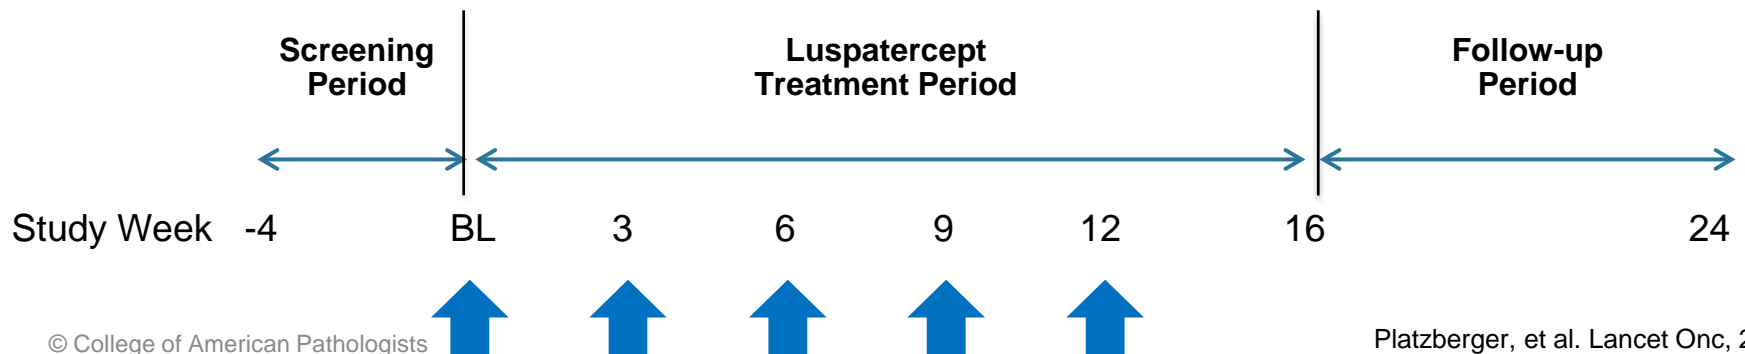 Screening
Period
Luspatercept
Treatment Period
Follow-up
Period
Study Week -4 BL 3 6 9 12 16 24
© College of American Pathologists
Platzberger, et al. Lancet Onc, 2